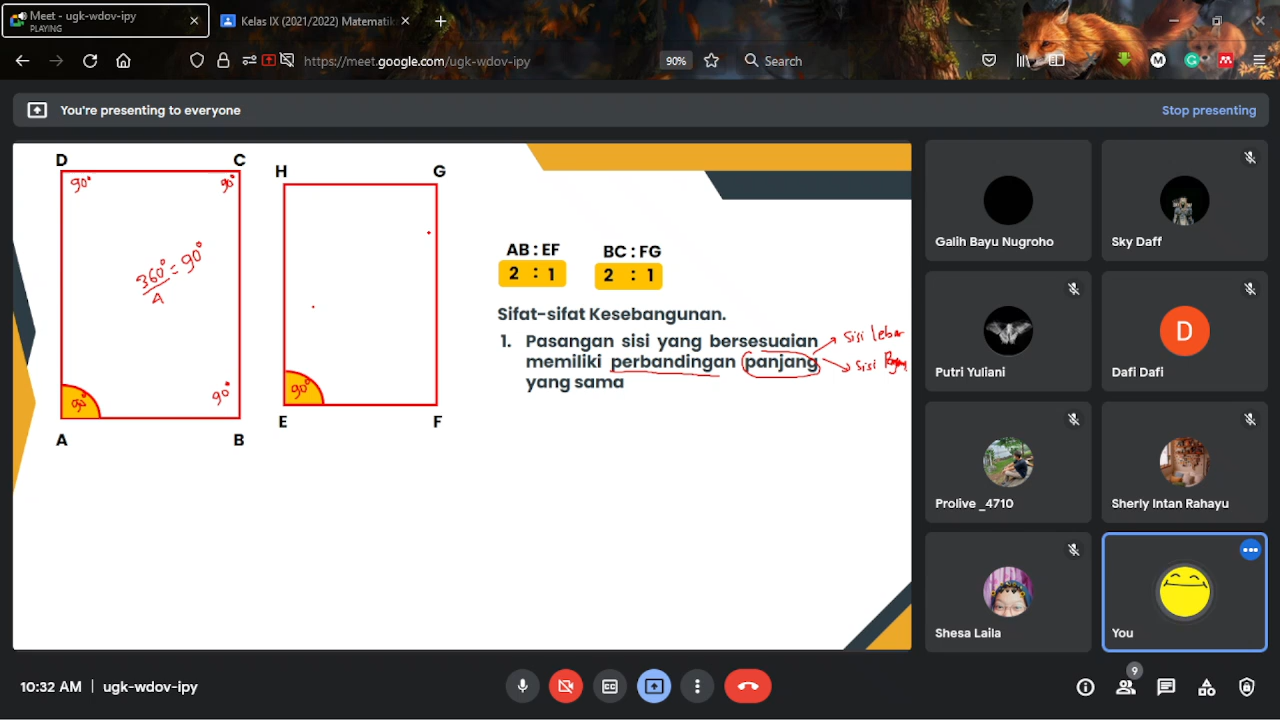 Meet - ugk-wdov-ipy
PLAYING
Kelas IX (2021/2022) Matematik
https://meet.google.com/ugk-wdov-ipy
90%
Search
You're presenting to everyone
Stop presenting
D
C
H
G
90°
90°
360°/4 = 90°
90°
90°
90°
A
B
E
F
AB : EF
BC : FG
2 : 1
2 : 1
Sifat-sifat Kesebangunan.
1. Pasangan sisi yang bersesuaian
memiliki perbandingan panjang
yang sama
Sisi lebar
Sisi
Galih Bayu Nugroho
Sky Daff
Putri Yuliani
D
Dafi Dafi
Prolive _4710
Sherly Intan Rahayu
Shesa Laila
You
10:32 AM
ugk-wdov-ipy
9